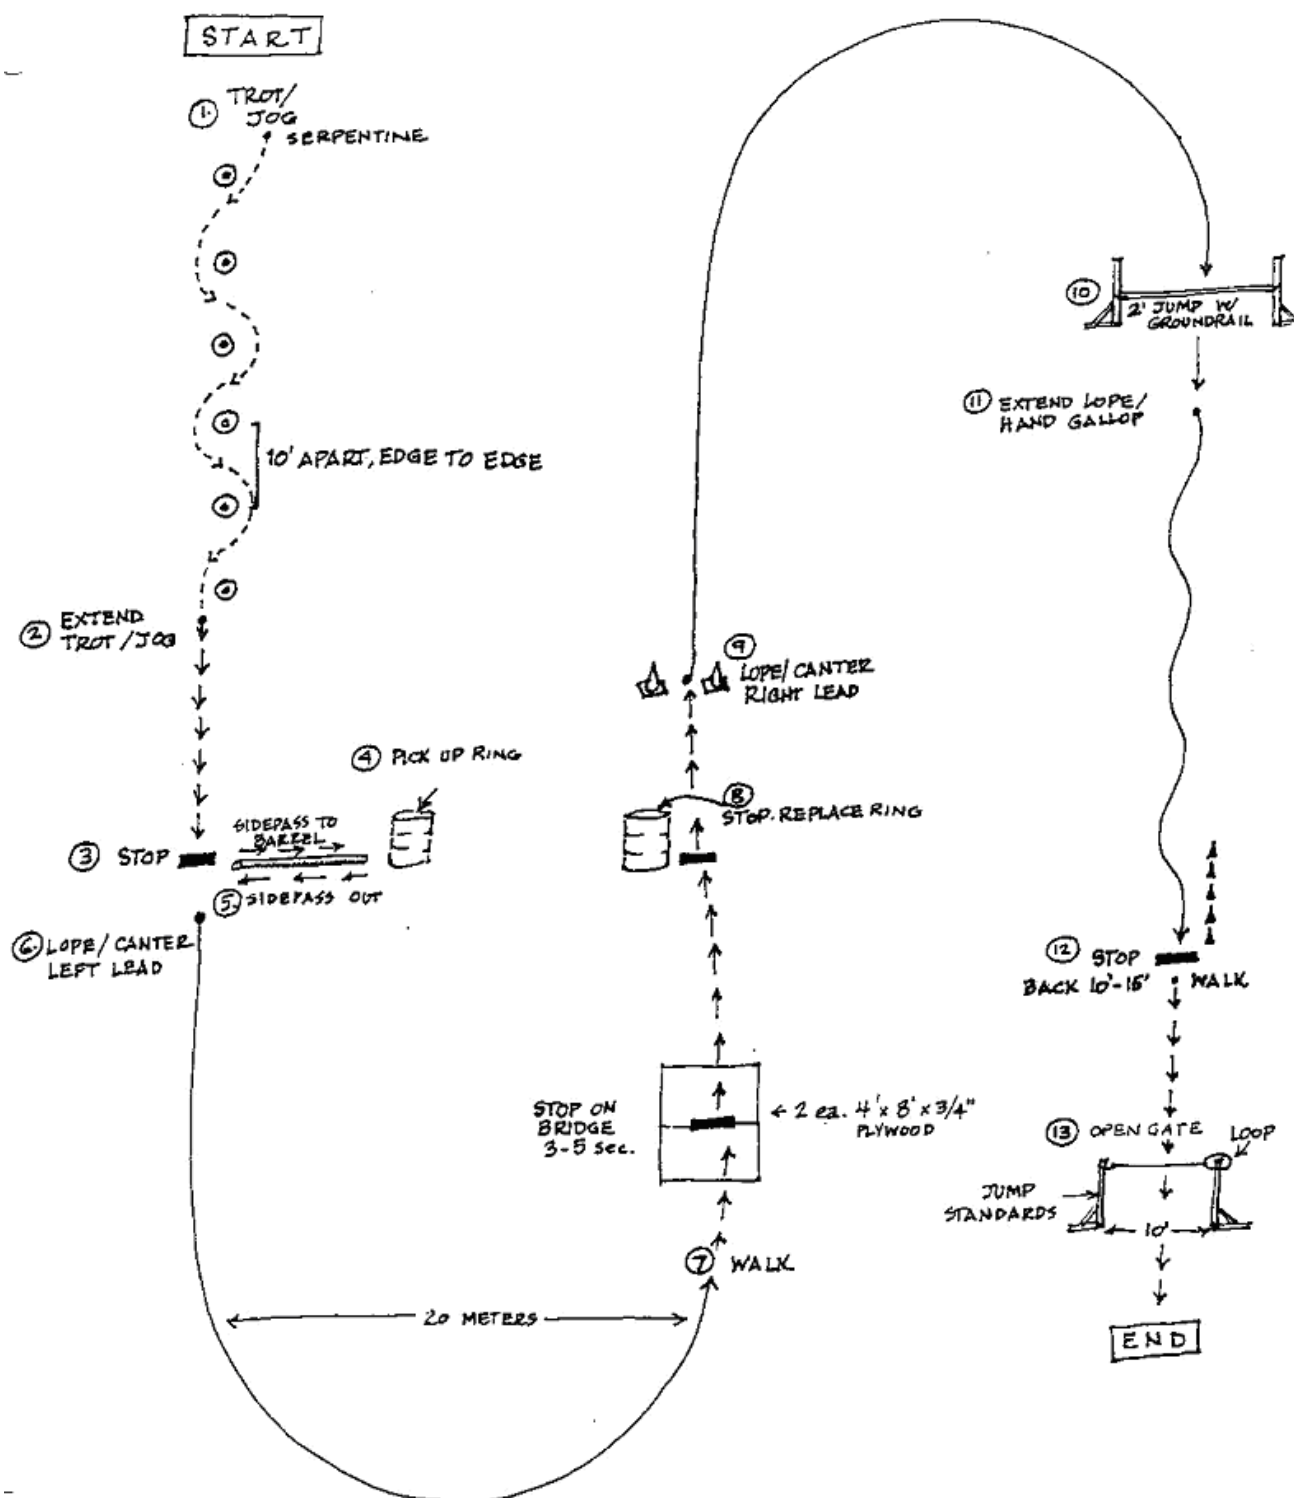 START
1. TROT/
JOG
SERPENTINE
10' APART, EDGE TO EDGE
2 EXTEND
TROT/JOG
3 STOP
SIDEPASS TO
BARREL
4 PICK UP RING
5. SIDEPASS OUT
6. LOPE/CANTER
LEFT LEAD
20 METERS
7 WALK
STOP ON
BRIDGE
3-5 sec.
← 2 ea. 4' x 8' x 3/4"
PLYWOOD
8
STOP. REPLACE RING
9
LOPE/CANTER
RIGHT LEAD
10
2' JUMP W/
GROUNDRAIL
11 EXTEND LOPE/
HAND GALLOP
12 STOP
BACK 10'-15'
WALK
13 OPEN GATE
LOOP
JUMP
STANDARDS
10'
END